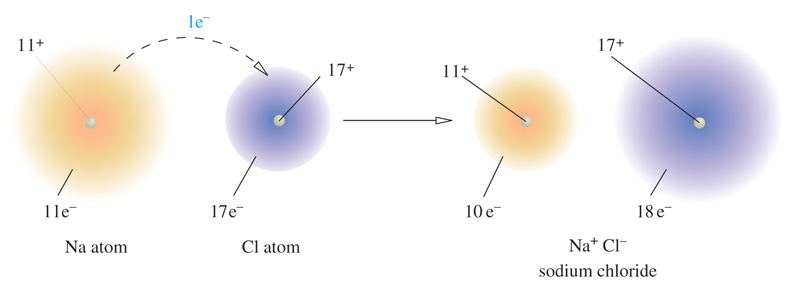 1e⁻
11+
17+
11+
17+
11e⁻
17e⁻
10 e⁻
18 e⁻
Na atom
Cl atom
Na⁺ Cl⁻
sodium chloride